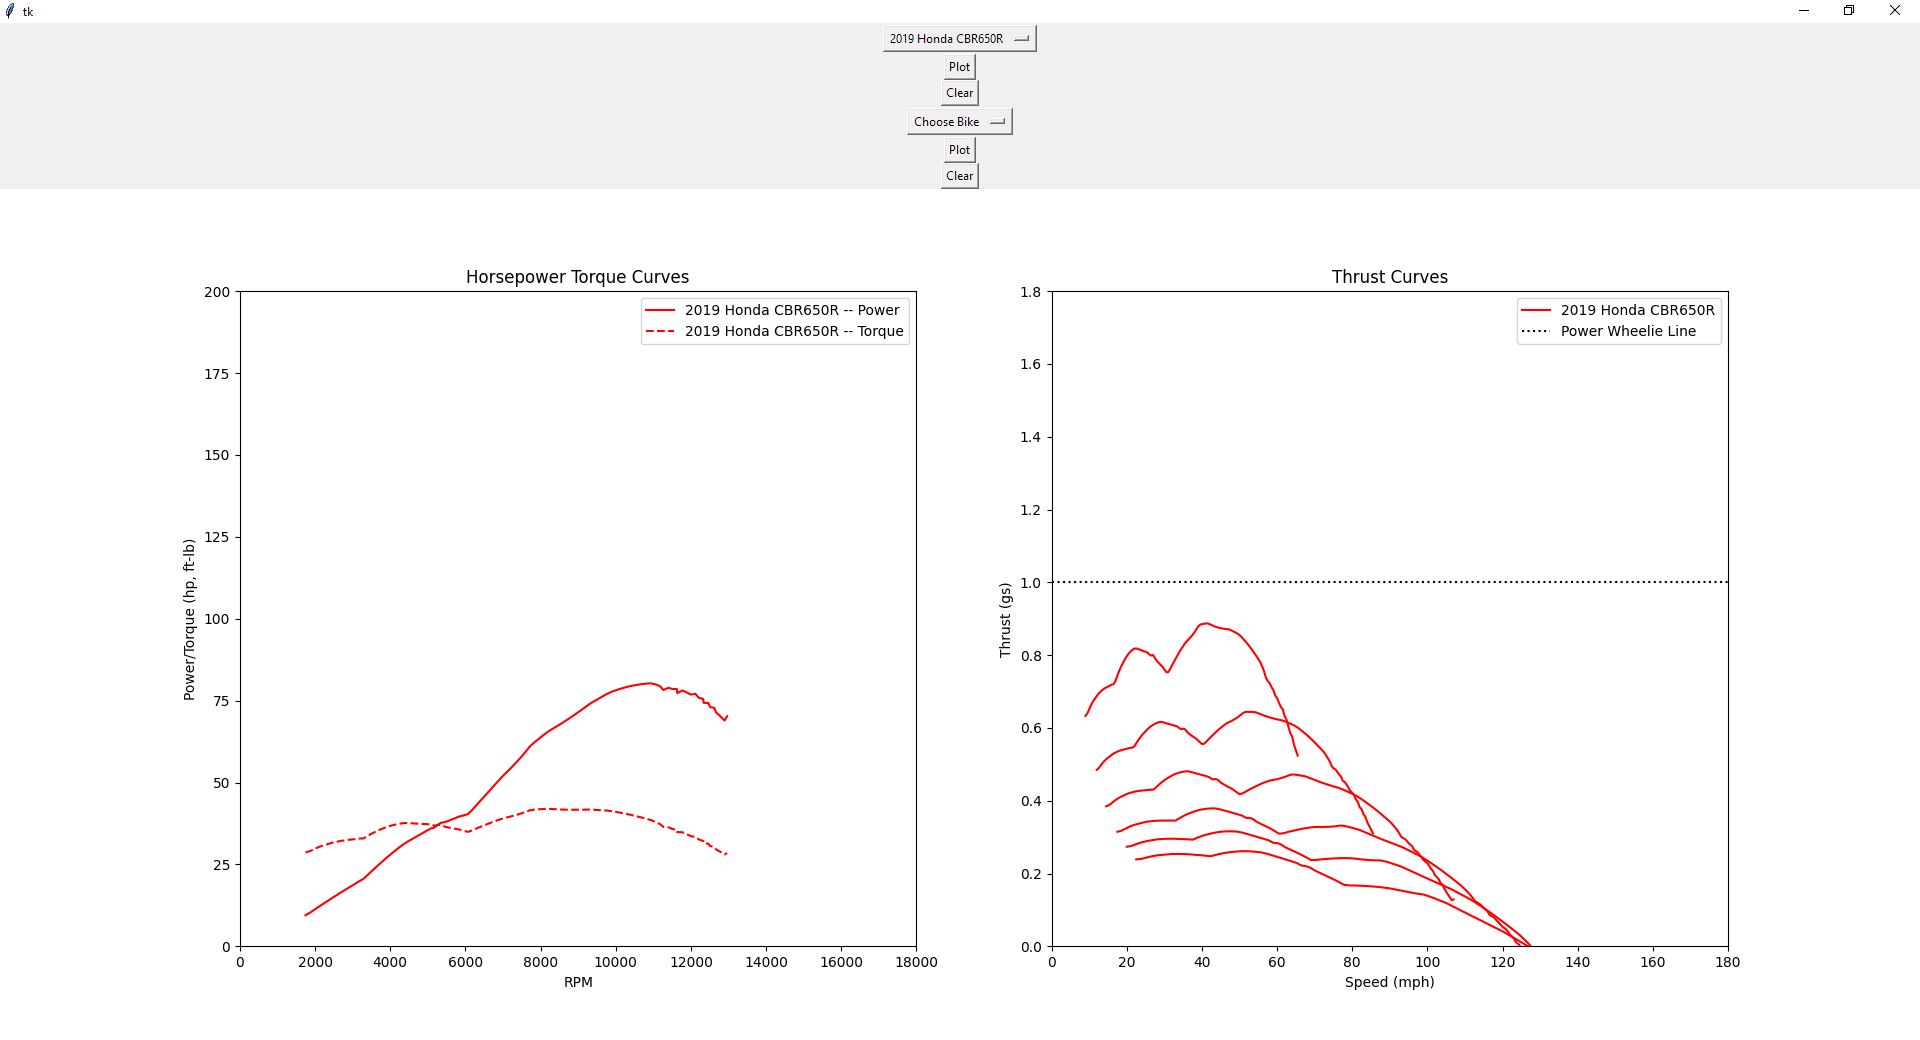 tk
2019 Honda CBR650R
Plot
Clear
Choose Bike
Plot
Clear
Horsepower Torque Curves
200
175
150
125
100
75
50
25
0
Power/Torque (hp, ft-lb)
2019 Honda CBR650R -- Power
2019 Honda CBR650R -- Torque
0 2000 4000 6000 8000 10000 12000 14000 16000 18000
RPM
Thrust Curves
1.8
1.6
1.4
1.2
1.0
0.8
0.6
0.4
0.2
0.0
Thrust (gs)
2019 Honda CBR650R
Power Wheelie Line
0 20 40 60 80 100 120 140 160 180
Speed (mph)